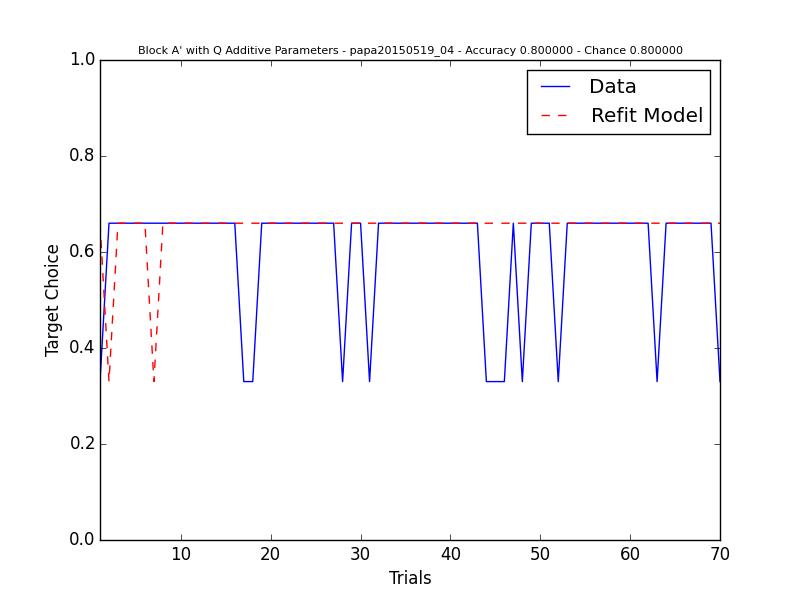 Block A' with Q Additive Parameters - papa20150519_04 - Accuracy 0.800000 - Chance 0.800000
1.0
Data
Refit Model
0.8
0.6
Target Choice
0.4
0.2
0.0
10 20 30 40 50 60 70
Trials